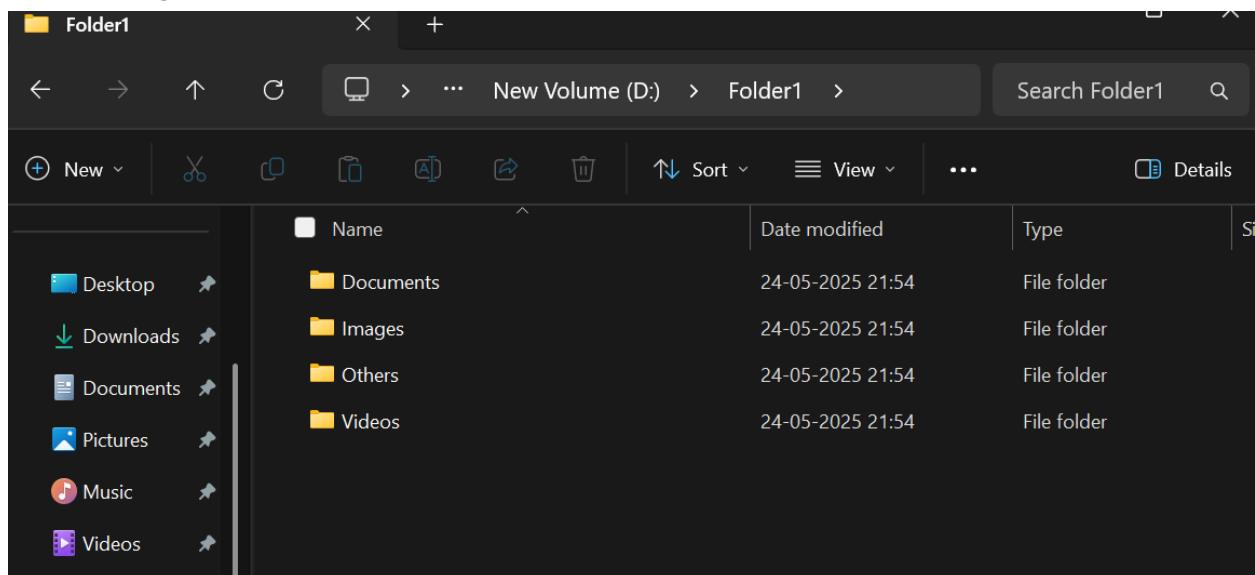 Folder1
New Volume (D:) Folder1 Search Folder1
New Sort View Details
Name Date modified Type Si
Desktop Documents 24-05-2025 21:54 File folder
Downloads Images 24-05-2025 21:54 File folder
Documents Others 24-05-2025 21:54 File folder
Pictures Videos 24-05-2025 21:54 File folder
Music
Videos